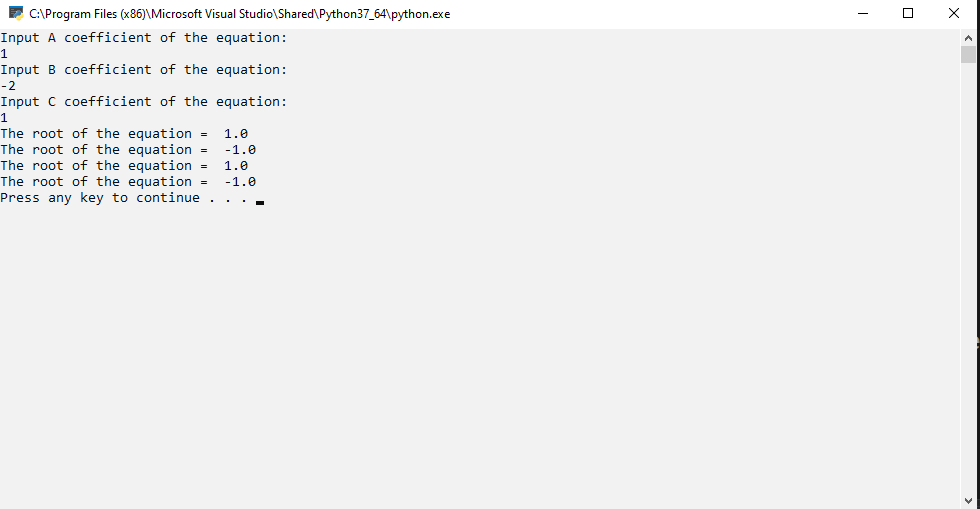 C:\Program Files (x86)\Microsoft Visual Studio\Shared\Python37_64\python.exe
Input A coefficient of the equation:
1
Input B coefficient of the equation:
-2
Input C coefficient of the equation:
1
The root of the equation =  1.0
The root of the equation =  -1.0
The root of the equation =  1.0
The root of the equation =  -1.0
Press any key to continue . . .